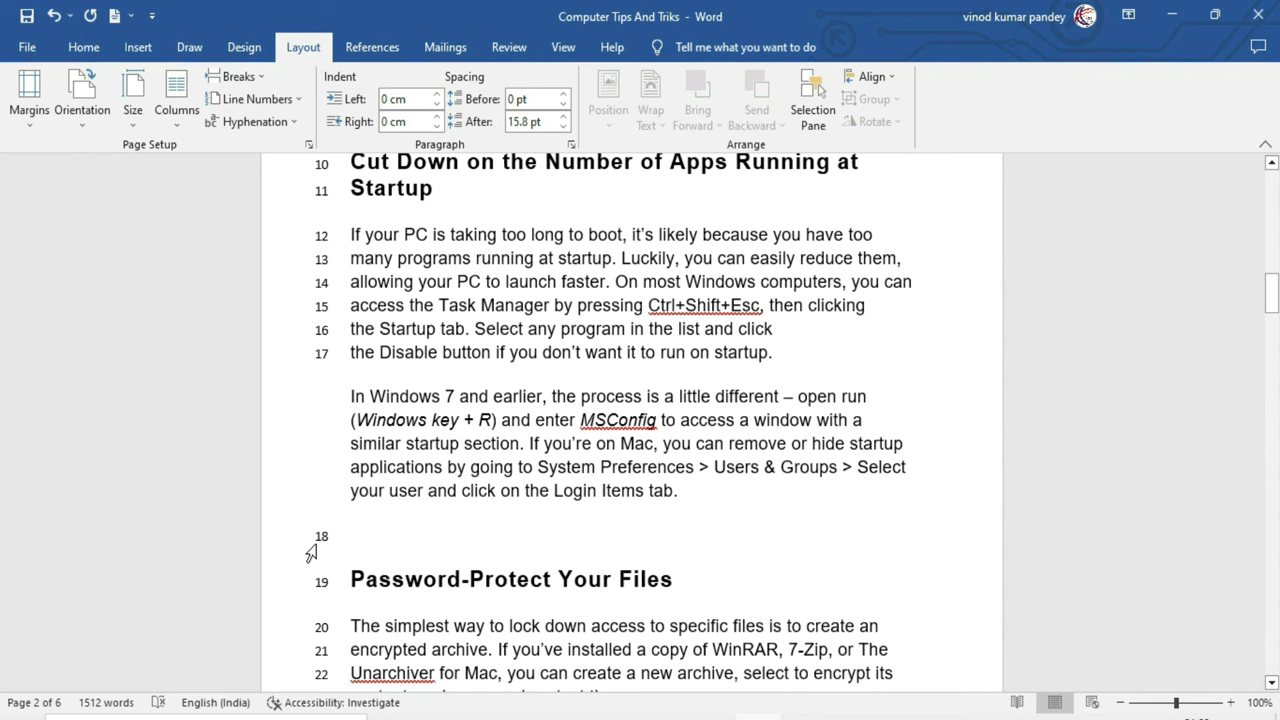 Computer Tips And Triks - Word
vinod kumar pandey
File Home Insert Draw Design Layout References Mailings Review View Help Tell me what you want to do
Margins
Orientation
Size
Columns
Breaks
Line Numbers
Hyphenation
Page Setup
Indent
Left: 0 cm
Right: 0 cm
Spacing
Before: 0 pt
After: 15.8 pt
Paragraph
Position
Wrap
Text
Bring
Forward
Send
Backward
Selection
Pane
Align
Group
Rotate
Arrange
10 Cut Down on the Number of Apps Running at
11 Startup
12 If your PC is taking too long to boot, it’s likely because you have too
13 many programs running at startup. Luckily, you can easily reduce them,
14 allowing your PC to launch faster. On most Windows computers, you can
15 access the Task Manager by pressing Ctrl+Shift+Esc, then clicking
16 the Startup tab. Select any program in the list and click
17 the Disable button if you don’t want it to run on startup.
In Windows 7 and earlier, the process is a little different – open run
(Windows key + R) and enter MSConfig to access a window with a
similar startup section. If you’re on Mac, you can remove or hide startup
applications by going to System Preferences > Users & Groups > Select
your user and click on the Login Items tab.
18
19 Password-Protect Your Files
20 The simplest way to lock down access to specific files is to create an
21 encrypted archive. If you’ve installed a copy of WinRAR, 7-Zip, or The
22 Unarchiver for Mac, you can create a new archive, select to encrypt its
Page 2 of 6 1512 words English (India) Accessibility: Investigate 100%